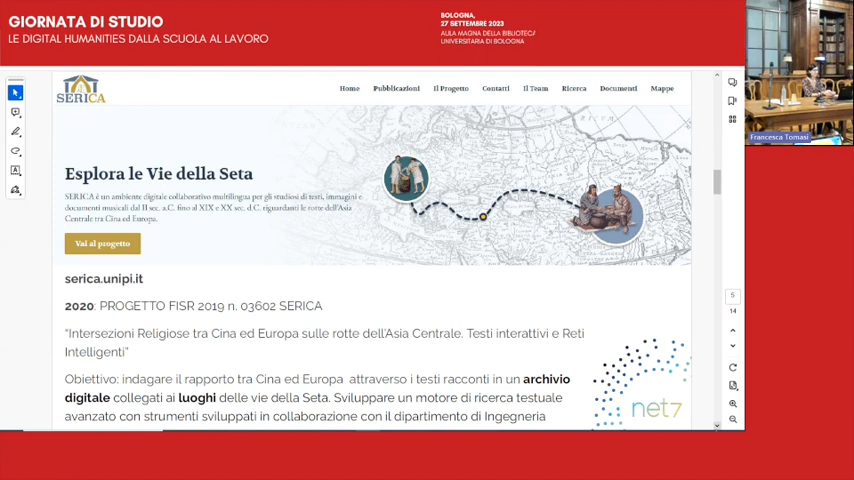 GIORNATA DI STUDIO
LE DIGITAL HUMANITIES DALLA SCUOLA AL LAVORO
BOLOGNA,
27 SETTEMBRE 2023
AULA MAGNA DELLA BIBLIOTECA
UNIVERSITARIA DI BOLOGNA
Francesca Tomasi
SERICA
Home Pubblicazioni Il Progetto Contatti Il Team Ricerca Documenti Mappe
Esplora le Vie della Seta
SERICA è un ambiente digitale collaborativo multilingua per gli studiosi di testi, immagini e
documenti musicali dal II sec. a.C. fino al XIX e XX sec. d.C. riguardanti le rotte dell'Asia
Centrale tra Cina ed Europa.
Vai al progetto
serica.unipi.it
2020: PROGETTO FISR 2019 n. 03602 SERICA
"Intersezioni Religiose tra Cina ed Europa sulle rotte dell'Asia Centrale. Testi interattivi e Reti
Intelligenti"
Obiettivo: indagare il rapporto tra Cina ed Europa attraverso i testi racconti in un archivio
digitale collegati ai luoghi delle vie della Seta. Sviluppare un motore di ricerca testuale
avanzato con strumenti sviluppati in collaborazione con il dipartimento di Ingegneria
net7
5
14